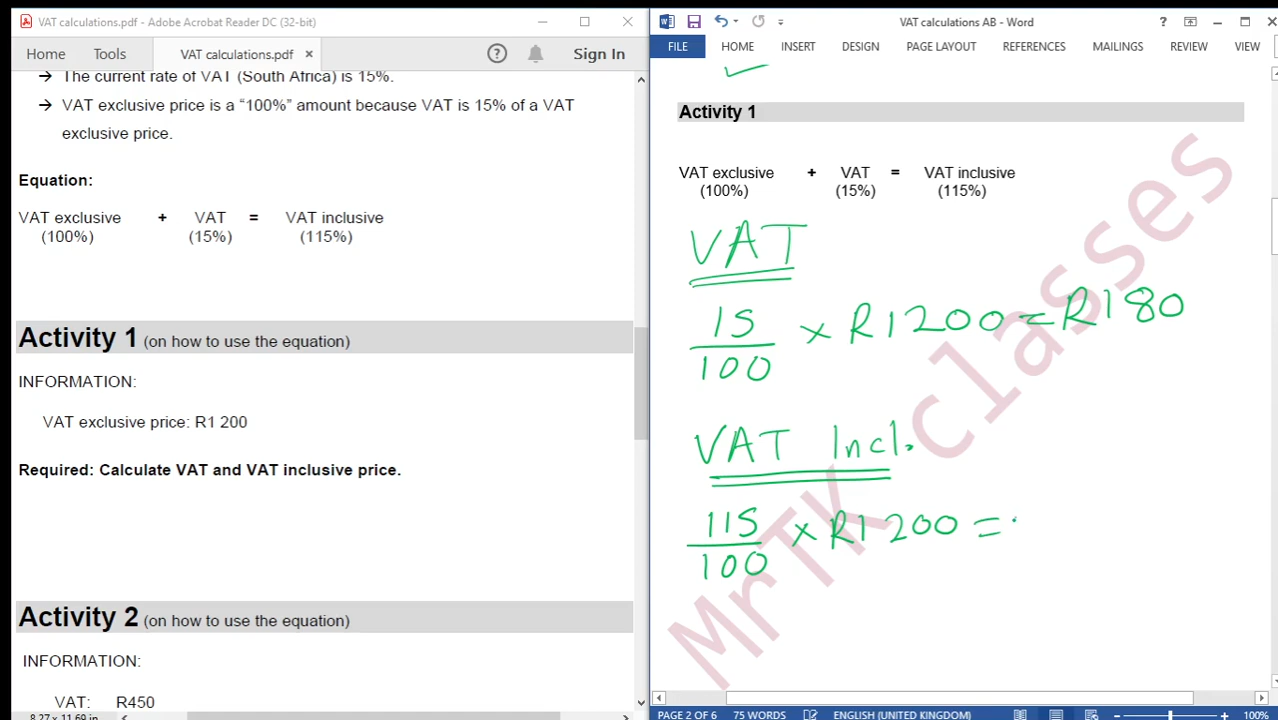 VAT calculations.pdf - Adobe Acrobat Reader DC (32-bit)
Home Tools VAT calculations.pdf × ? Sign In
→ The current rate of VAT (South Africa) is 15%.
→ VAT exclusive price is a “100%” amount because VAT is 15% of a VAT
exclusive price.
Equation:
VAT exclusive + VAT = VAT inclusive
(100%) (15%) (115%)
Activity 1 (on how to use the equation)
INFORMATION:
VAT exclusive price: R1 200
Required: Calculate VAT and VAT inclusive price.
Activity 2 (on how to use the equation)
INFORMATION:
VAT: R450
8.27 x 11.69 in
VAT calculations AB - Word
FILE HOME INSERT DESIGN PAGE LAYOUT REFERENCES MAILINGS REVIEW VIEW
Activity 1
VAT exclusive + VAT = VAT inclusive
(100%) (15%) (115%)
VAT
15/100 × R1200 = R180
VAT Incl.
115/100 × R1200 =
MrTK classes
PAGE 2 OF 6 75 WORDS ENGLISH (UNITED KINGDOM) 100%